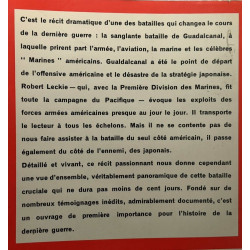 C'est le récit dramatique d'une des batailles qui changea le cours
de la dernière guerre : la sanglante bataille de Guadalcanal, à
laquelle prirent part l'armée, l'aviation, la marine et les célèbres
" Marines " américains. Gualdalcanal a été le point de départ
de l'offensive américaine et du désastre de la stratégie japonaise.
Robert Leckie — qui, avec la Première Division des Marines, fit
toute la campagne du Pacifique — évoque les exploits des
forces armées américaines presque au jour le jour. Il transporte
le lecteur à tous les échelons. Mais il ne se contente pas de
nous faire assister à la bataille du seul côté américain, il passe
également du côté de l'ennemi, des japonais.
Détaillé et vivant, ce récit passionnant nous donne cependant
une vue d'ensemble, véritablement panoramique de cette bataille
cruciale qui ne dura pas moins de cent jours. Fondé sur de
nombreux témoignages inédits, admirablement documenté, c'est
un ouvrage de première importance pour l'histoire de la
dernière guerre.